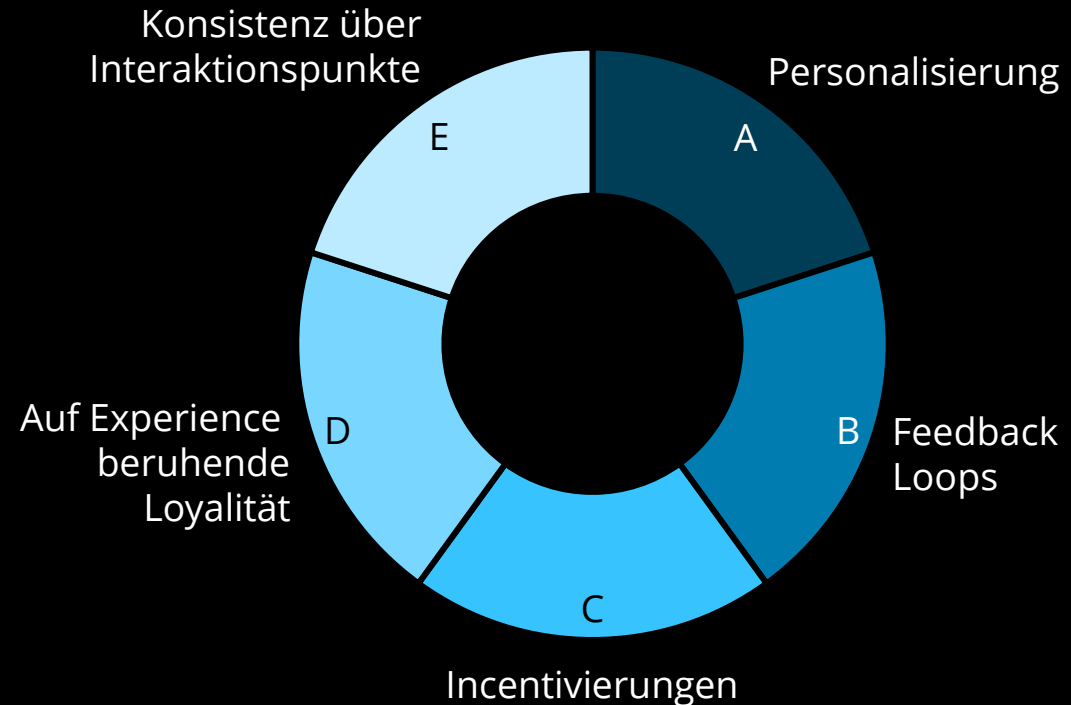 Konsistenz über
Interaktionspunkte
E
Personalisierung
A
Auf Experience
beruhende
Loyalität
D
B
Feedback
Loops
C
Incentivierungen